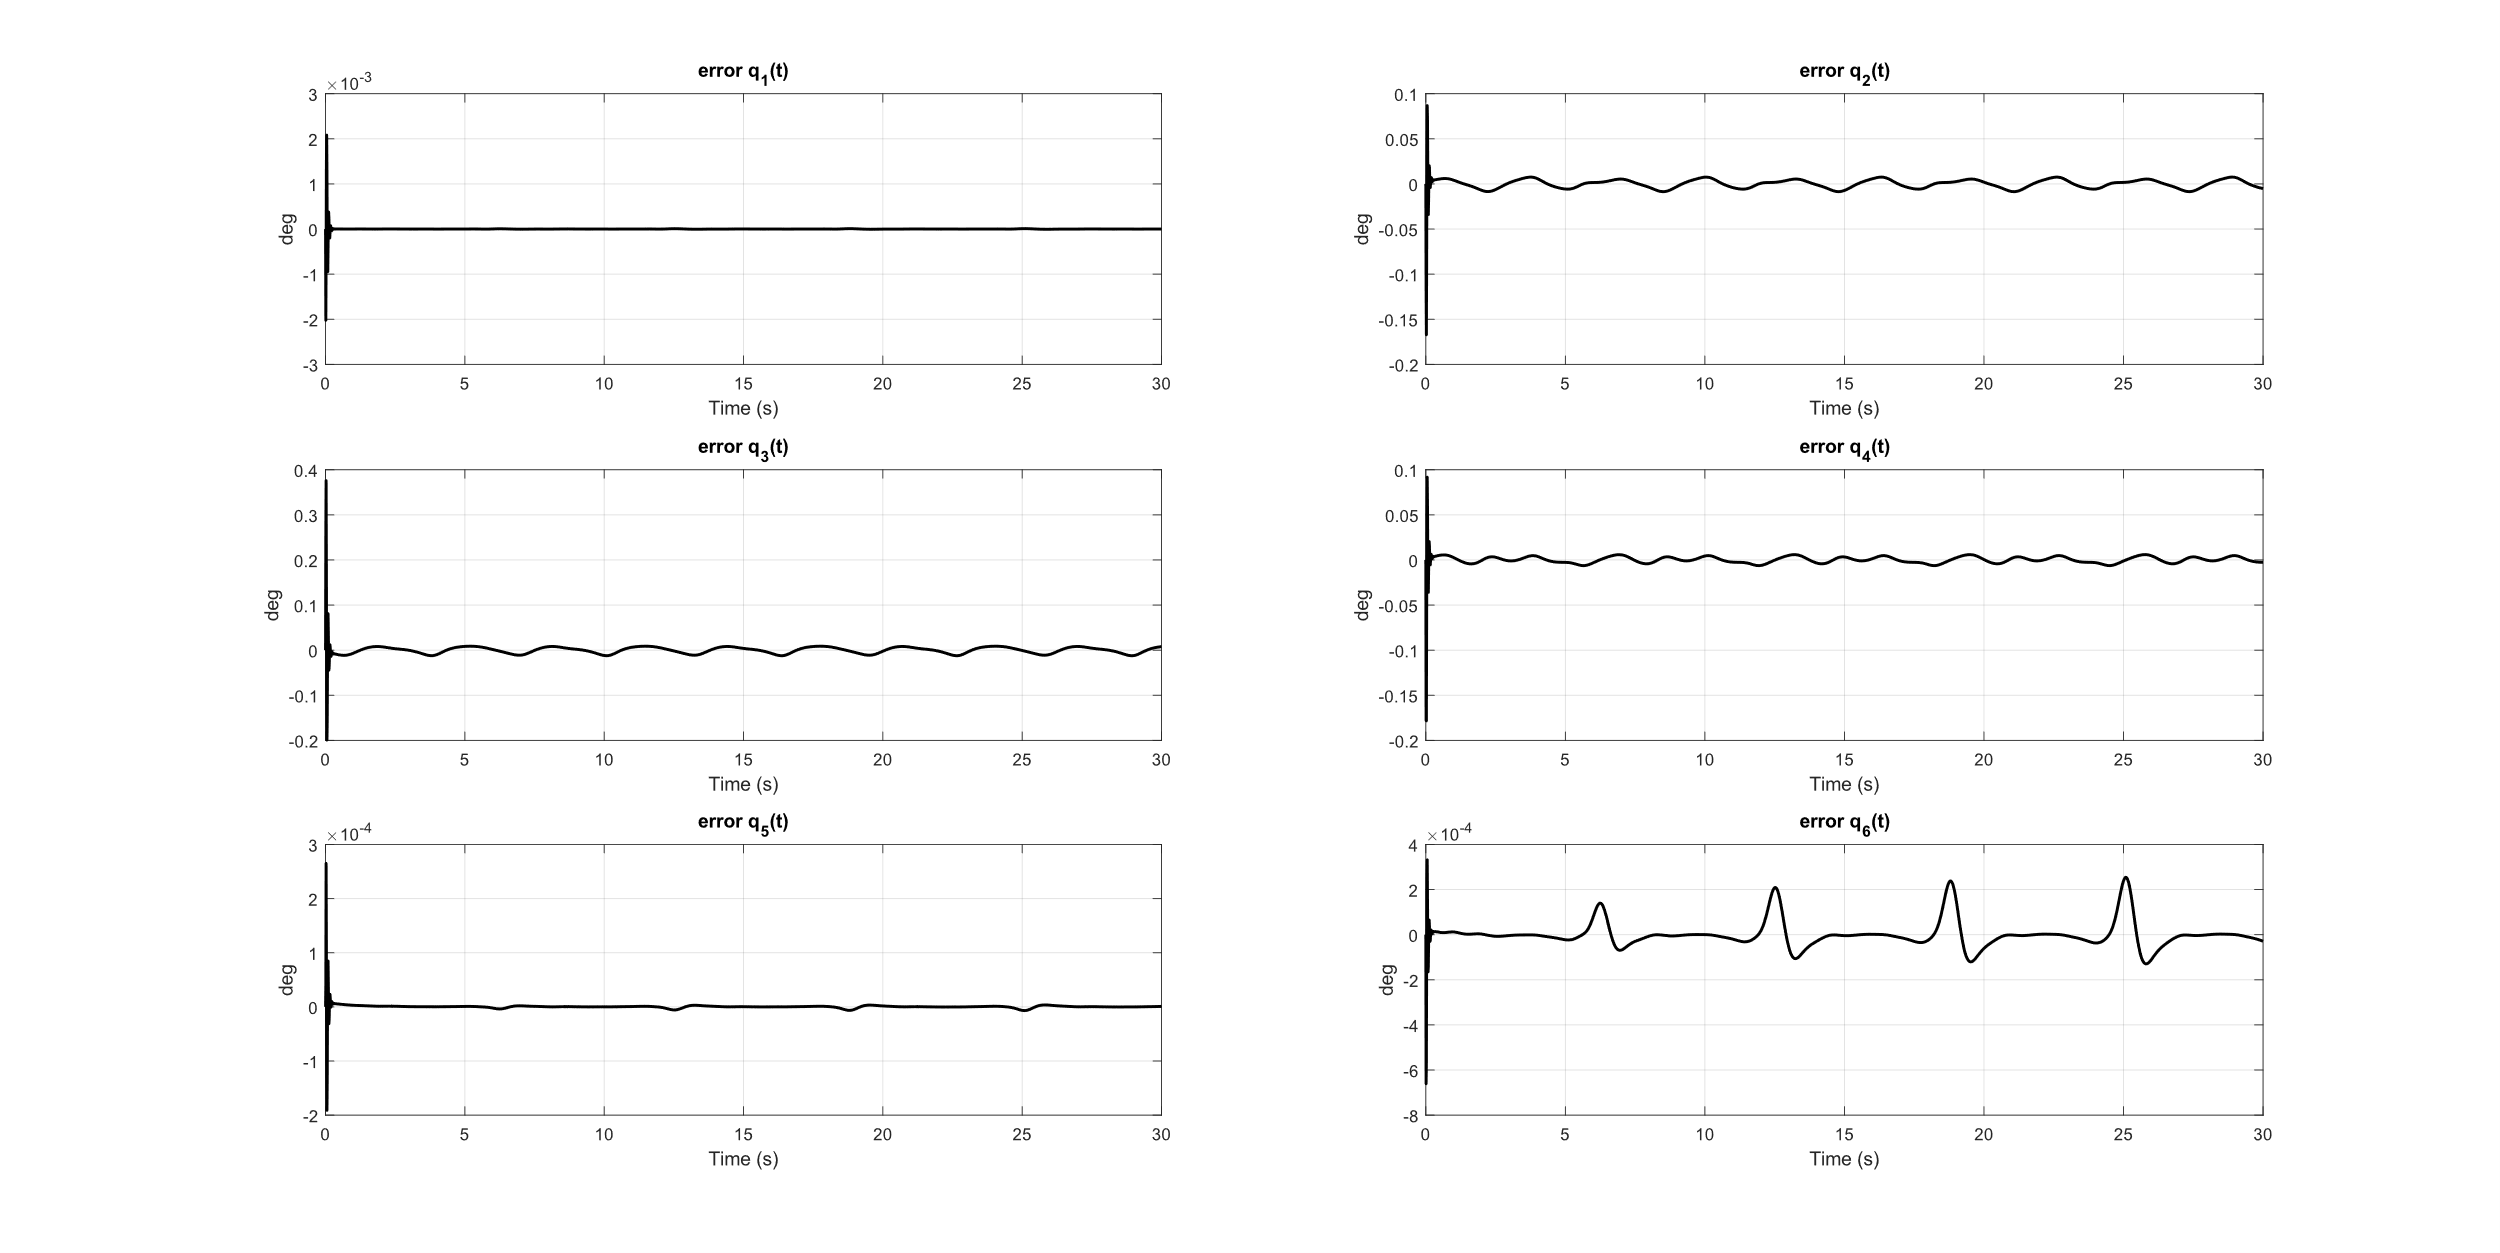 error q1(t)
×10-3
3
2
1
0
-1
-2
-3
deg
0 5 10 15 20 25 30
Time (s)
error q2(t)
0.1
0.05
0
-0.05
-0.1
-0.15
-0.2
deg
0 5 10 15 20 25 30
Time (s)
error q3(t)
0.4
0.3
0.2
0.1
0
-0.1
-0.2
deg
0 5 10 15 20 25 30
Time (s)
error q4(t)
0.1
0.05
0
-0.05
-0.1
-0.15
-0.2
deg
0 5 10 15 20 25 30
Time (s)
error q5(t)
×10-4
3
2
1
0
-1
-2
deg
0 5 10 15 20 25 30
Time (s)
error q6(t)
×10-4
4
2
0
-2
-4
-6
-8
deg
0 5 10 15 20 25 30
Time (s)